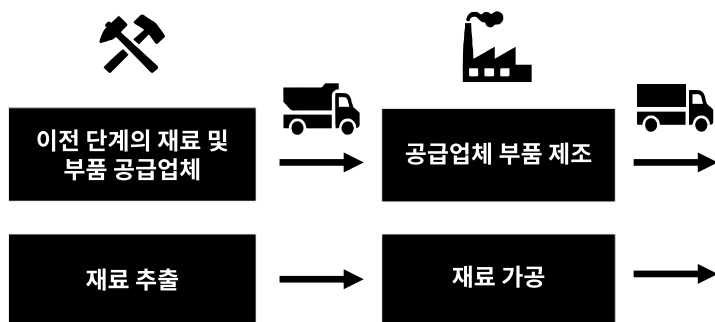 이전 단계의 재료 및
부품 공급업체
공급업체 부품 제조
재료 추출
재료 가공